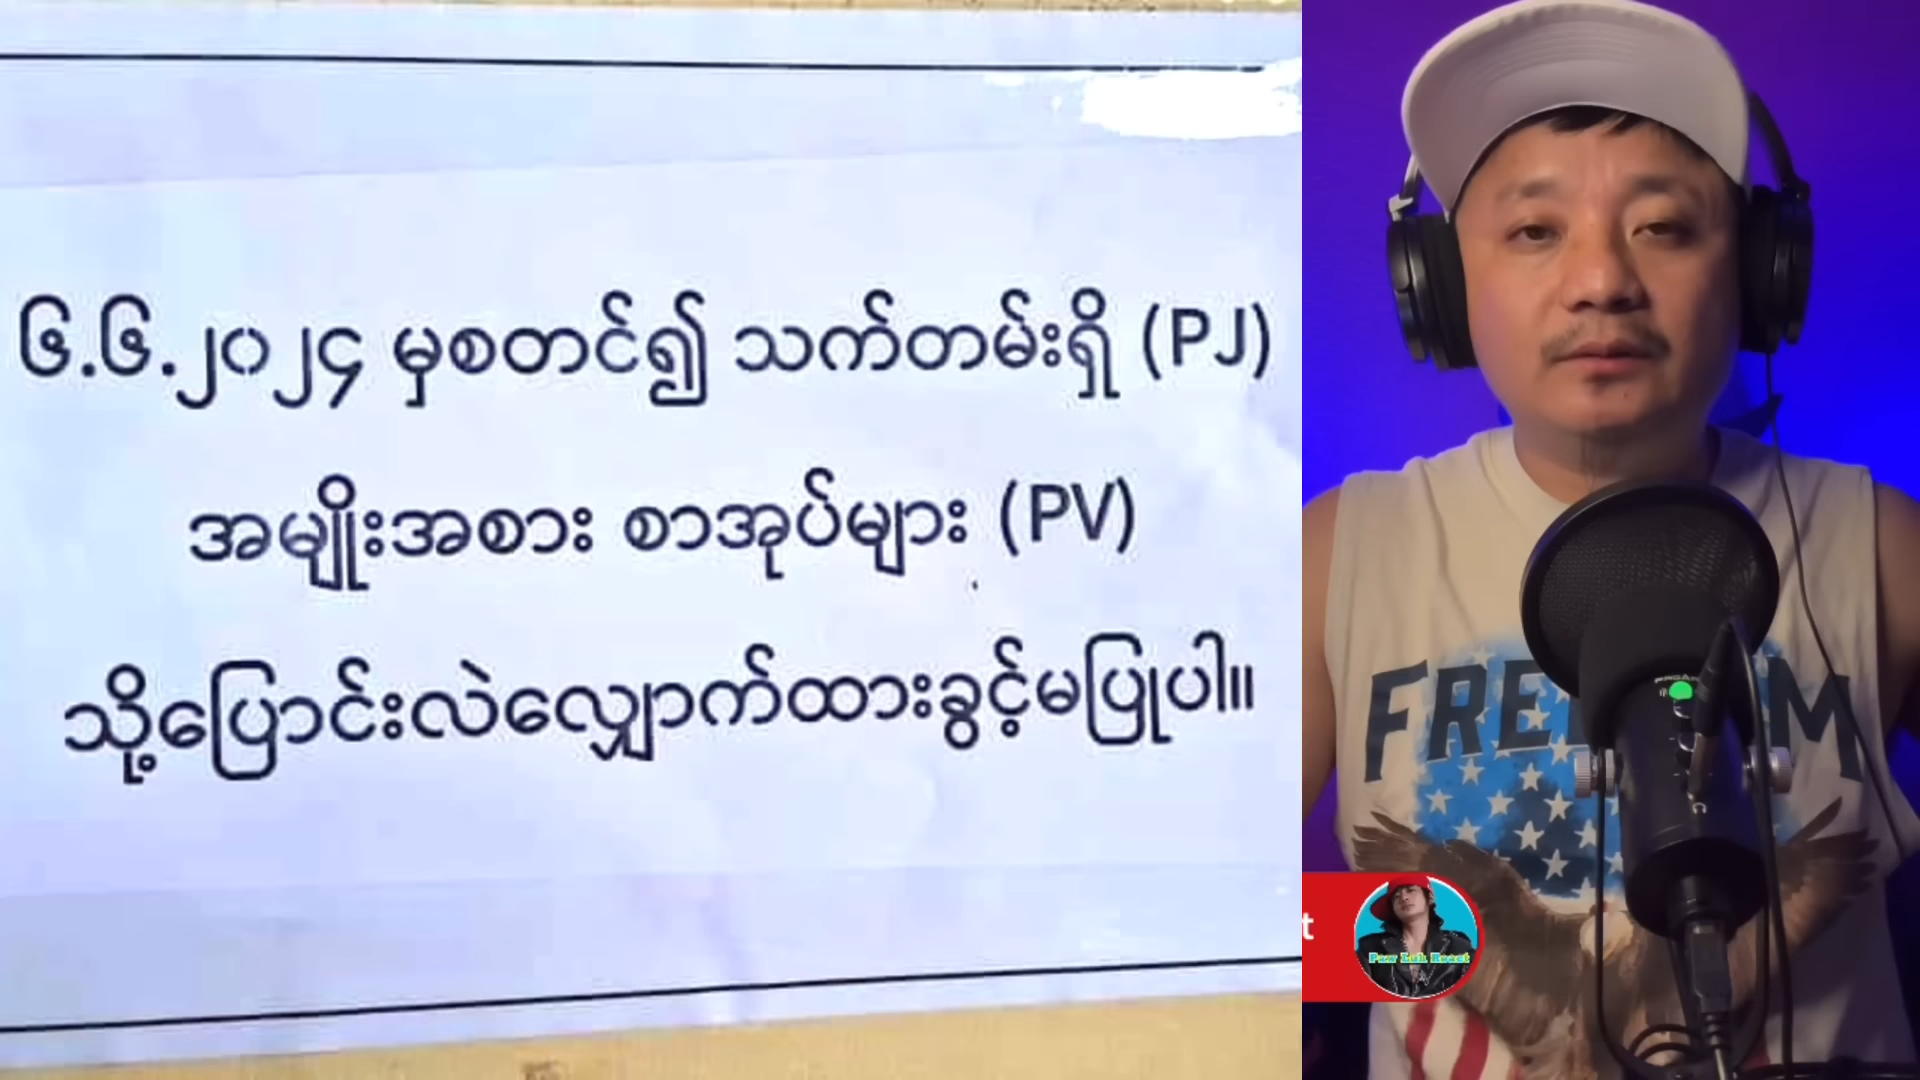 ၆.၆.၂၀၂၄ မှစတင်၍ သက်တမ်းရှိ (PJ)
အမျိုးအစား စာအုပ်များ (PV)
သို့ပြောင်းလဲလျှောက်ထားခွင့်မပြုပါ။
FREEDOM
t
Paw Luh React